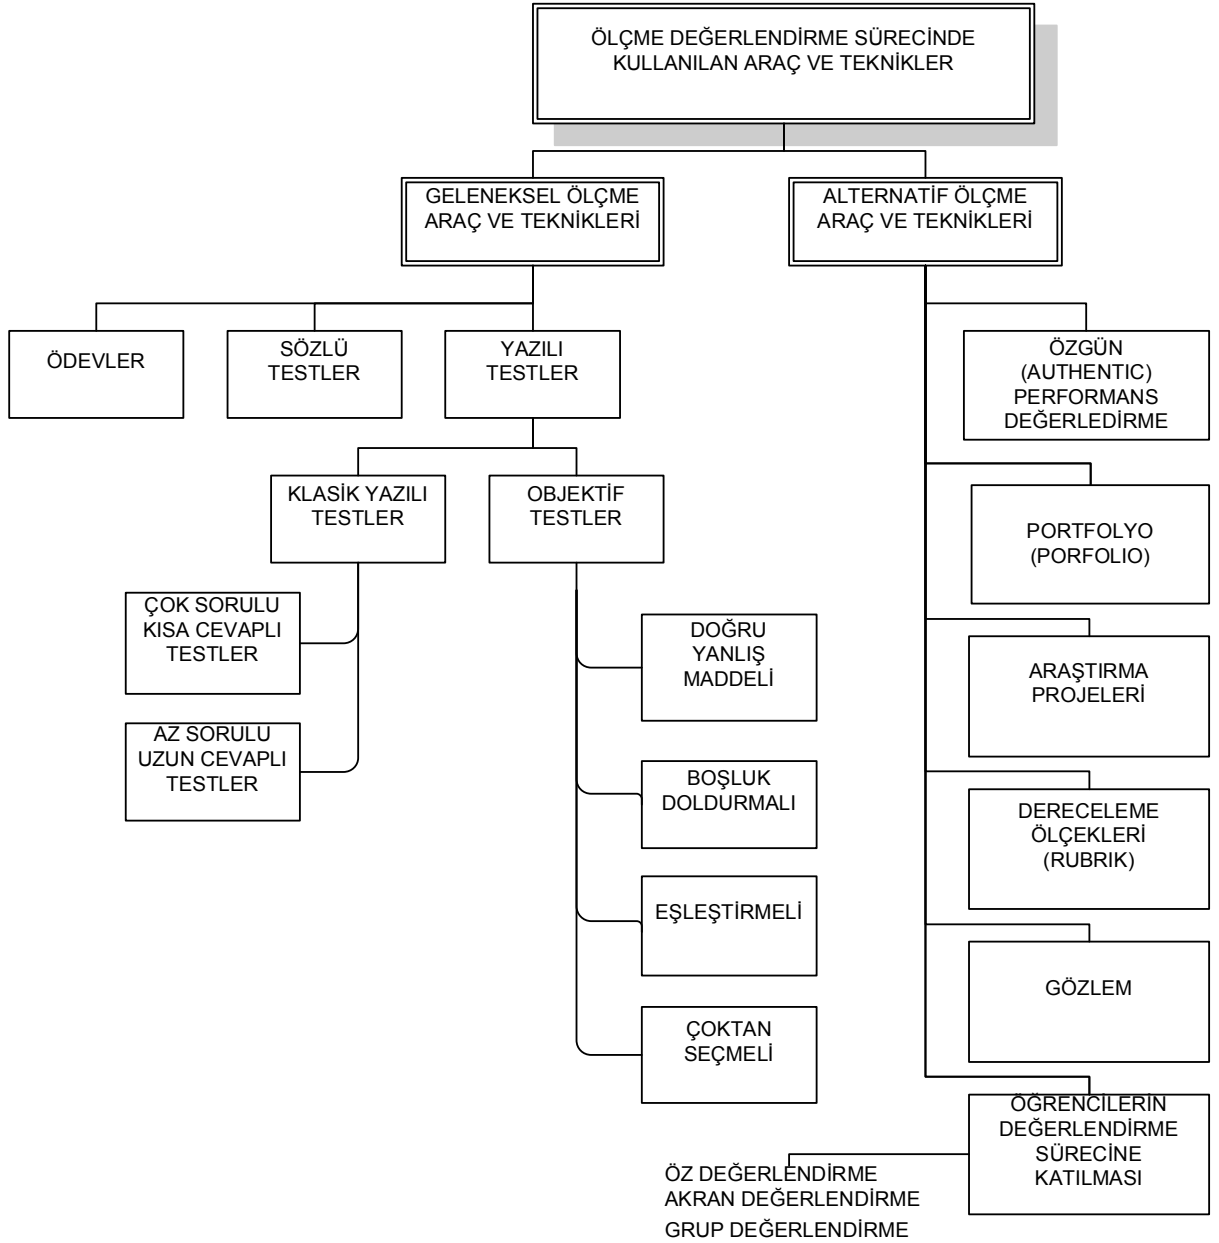 ÖLÇME DEĞERLENDİRME SÜRECİNDE
KULLANILAN ARAÇ VE TEKNİKLER
GELENEKSEL ÖLÇME
ARAÇ VE TEKNİKLERİ
ALTERNATİF ÖLÇME
ARAÇ VE TEKNİKLERİ
ÖDEVLER
SÖZLÜ
TESTLER
YAZILI
TESTLER
ÖZGÜN
(AUTHENTIC)
PERFORMANS
DEĞERLEDİRME
KLASİK YAZILI
TESTLER
OBJEKTİF
TESTLER
PORTFOLYO
(PORFOLIO)
ÇOK SORULU
KISA CEVAPLI
TESTLER
DOĞRU
YANLIŞ
MADDELİ
ARAŞTIRMA
PROJELERİ
AZ SORULU
UZUN CEVAPLI
TESTLER
BOŞLUK
DOLDURMALI
DERECELEME
ÖLÇEKLERİ
(RUBRIK)
EŞLEŞTİRMELİ
GÖZLEM
ÇOKTAN
SEÇMELİ
ÖĞRENCİLERİN
DEĞERLENDİRME
SÜRECİNE
KATILMASI
ÖZ DEĞERLENDİRME
AKRAN DEĞERLENDİRME
GRUP DEĞERLENDİRME